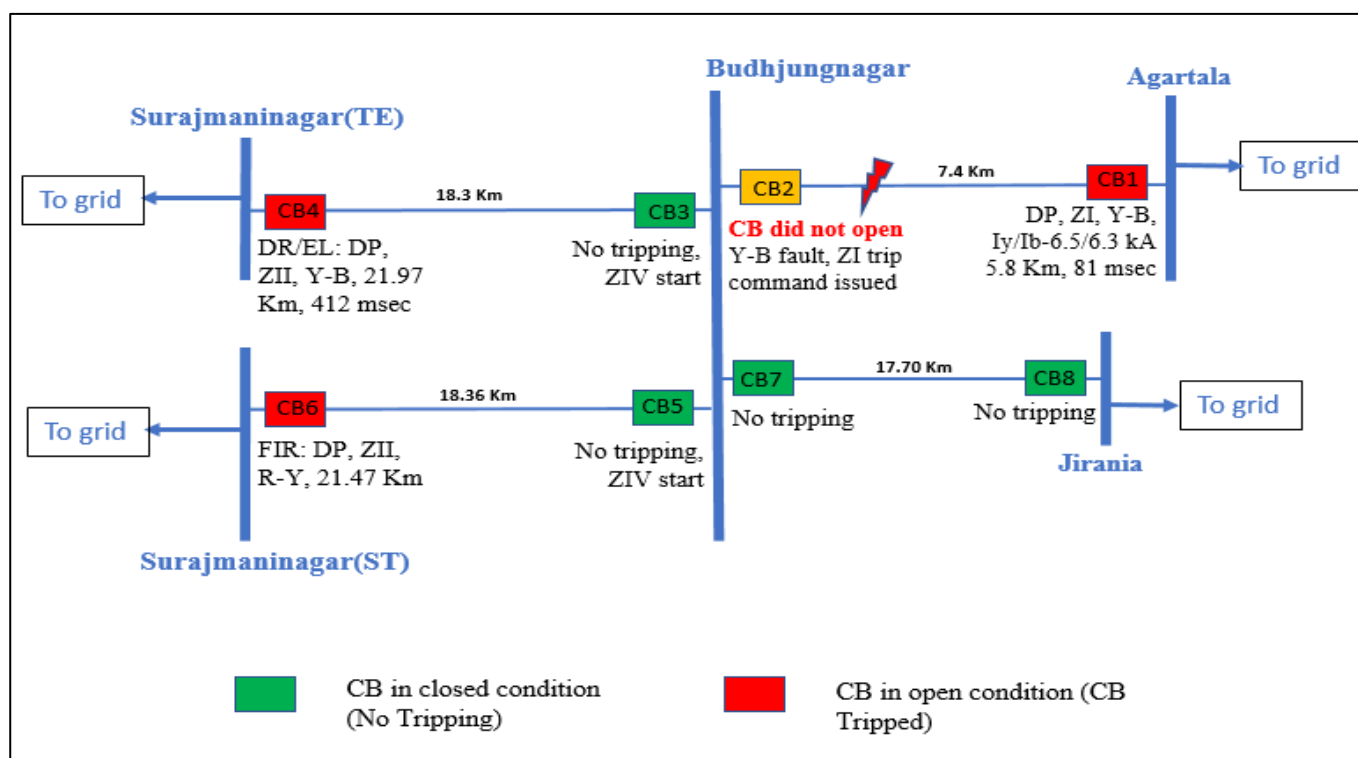 Budhjungnagar
Agartala
Surajmaninagar(TE)
To grid
To grid
CB4
18.3 Km
CB3
CB2
7.4 Km
CB1
DR/EL: DP,
ZII, Y-B, 21.97
Km, 412 msec
No tripping,
ZIV start
CB did not open
Y-B fault, ZI trip
command issued
DP, ZI, Y-B,
Iy/Ib-6.5/6.3 kA
5.8 Km, 81 msec
To grid
CB6
18.36 Km
CB5
CB7
17.70 Km
CB8
To grid
FIR: DP, ZII,
R-Y, 21.47 Km
No tripping,
ZIV start
No tripping
No tripping
Jirania
Surajmaninagar(ST)
CB in closed condition
(No Tripping)
CB in open condition (CB
Tripped)